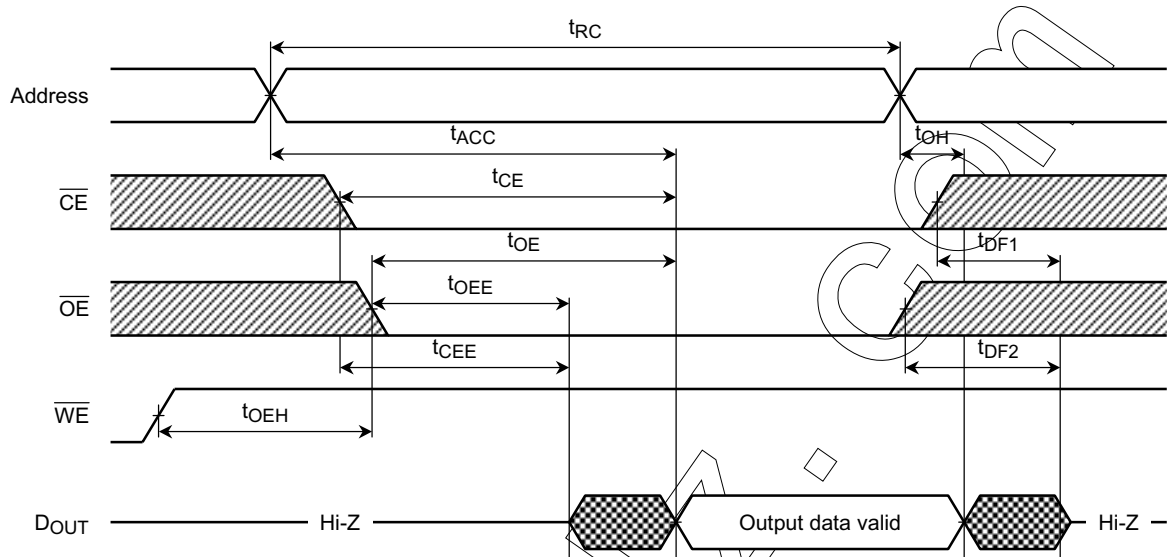 tRC
Address
tACC
tOH
tCE
CE
tOE
tDF1
tOEE
OE
tCEE
tDF2
WE
tOEH
DOUT
Hi-Z
Output data valid
Hi-Z